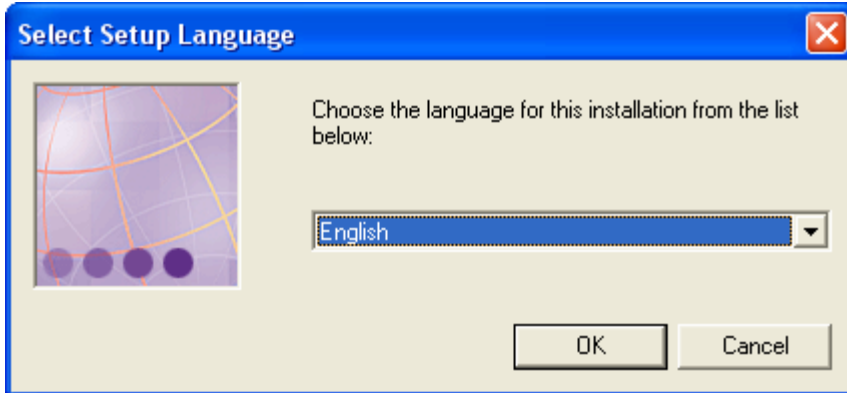 Select Setup Language
Choose the language for this installation from the list
below:
English
OK
Cancel